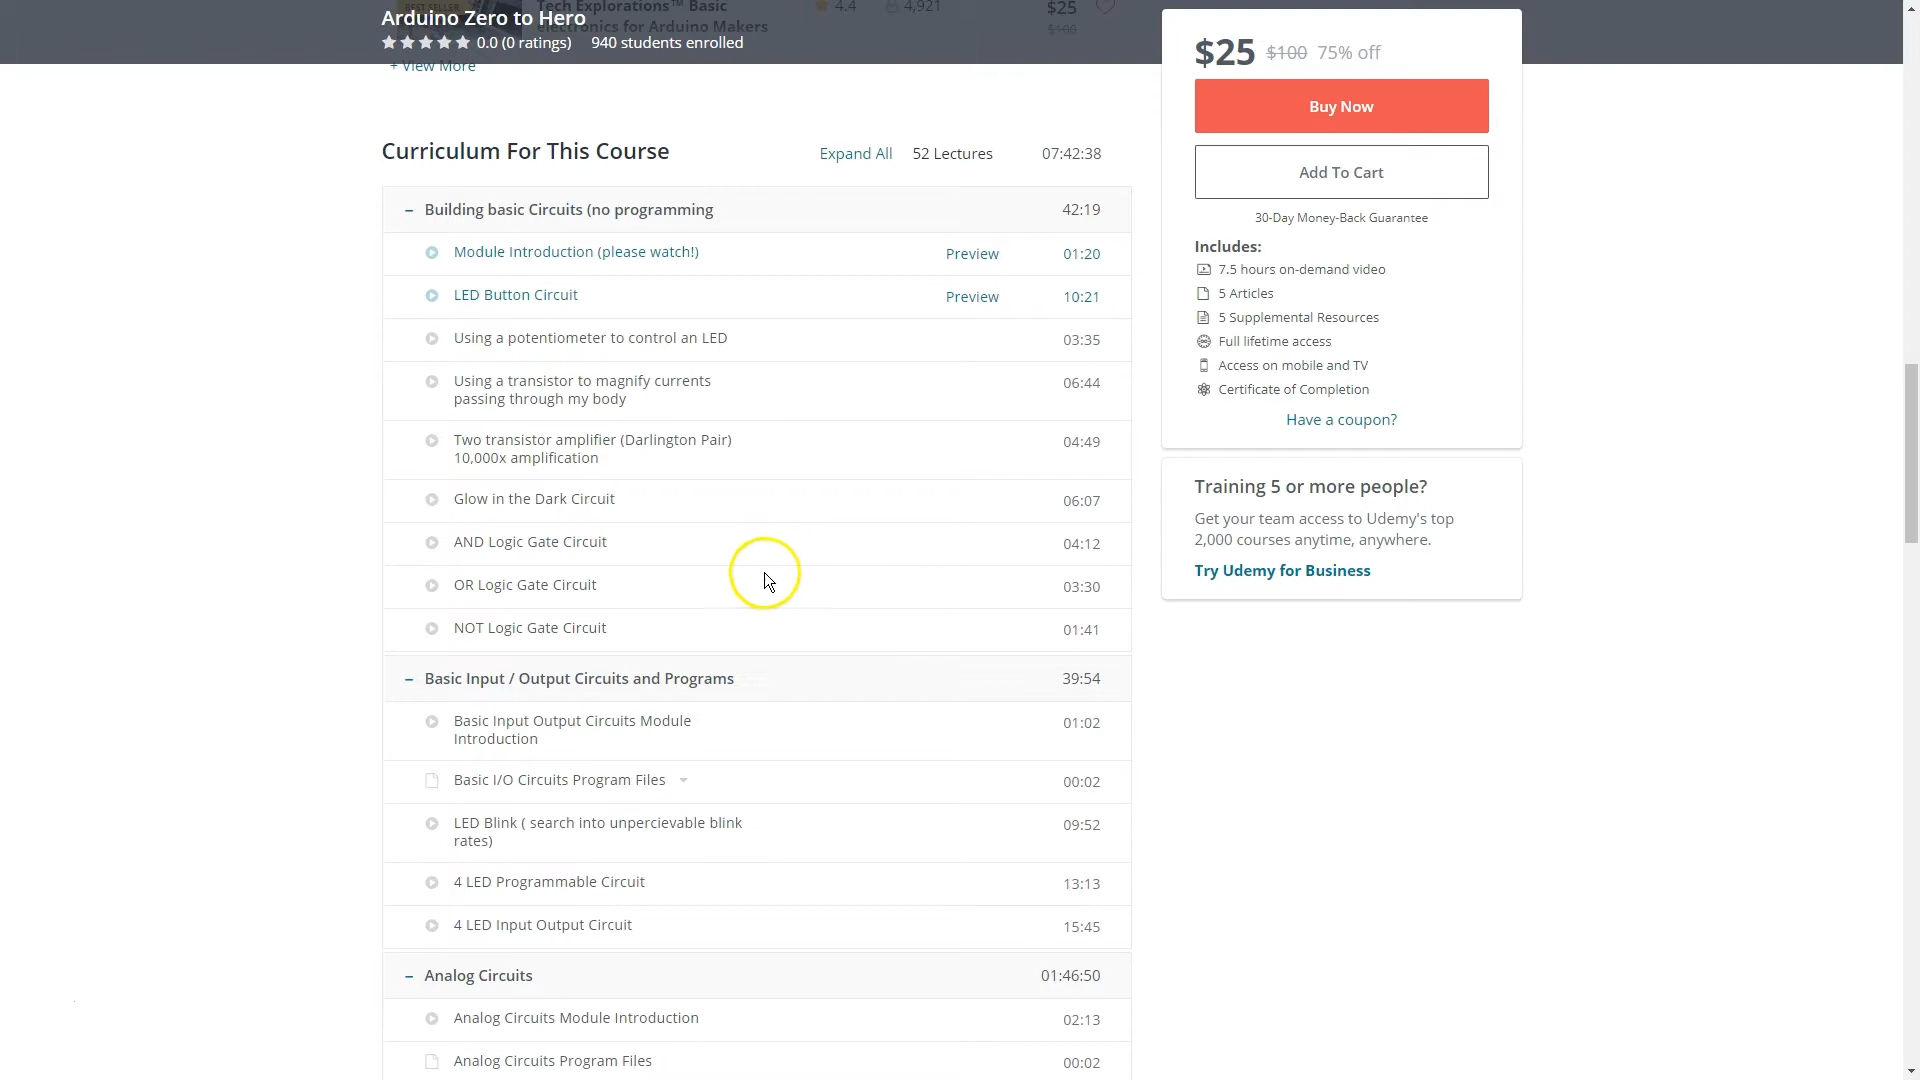 Arduino Zero to Hero
BEST SELLER Tech Explorations™ Basic 4.4 4,921 $25
electronics for Arduino Makers $100
0.0 (0 ratings) 940 students enrolled
+ View More
Curriculum For This Course Expand All 52 Lectures 07:42:38
– Building basic Circuits (no programming 42:19
Module Introduction (please watch!) Preview 01:20
LED Button Circuit Preview 10:21
Using a potentiometer to control an LED 03:35
Using a transistor to magnify currents 06:44
passing through my body
Two transistor amplifier (Darlington Pair) 04:49
10,000x amplification
Glow in the Dark Circuit 06:07
AND Logic Gate Circuit 04:12
OR Logic Gate Circuit 03:30
NOT Logic Gate Circuit 01:41
– Basic Input / Output Circuits and Programs 39:54
Basic Input Output Circuits Module 01:02
Introduction
Basic I/O Circuits Program Files 00:02
LED Blink ( search into unpercievable blink 09:52
rates)
4 LED Programmable Circuit 13:13
4 LED Input Output Circuit 15:45
– Analog Circuits 01:46:50
Analog Circuits Module Introduction 02:13
Analog Circuits Program Files 00:02
$25 $100 75% off
Buy Now
Add To Cart
30-Day Money-Back Guarantee
Includes:
7.5 hours on-demand video
5 Articles
5 Supplemental Resources
Full lifetime access
Access on mobile and TV
Certificate of Completion
Have a coupon?
Training 5 or more people?
Get your team access to Udemy's top
2,000 courses anytime, anywhere.
Try Udemy for Business